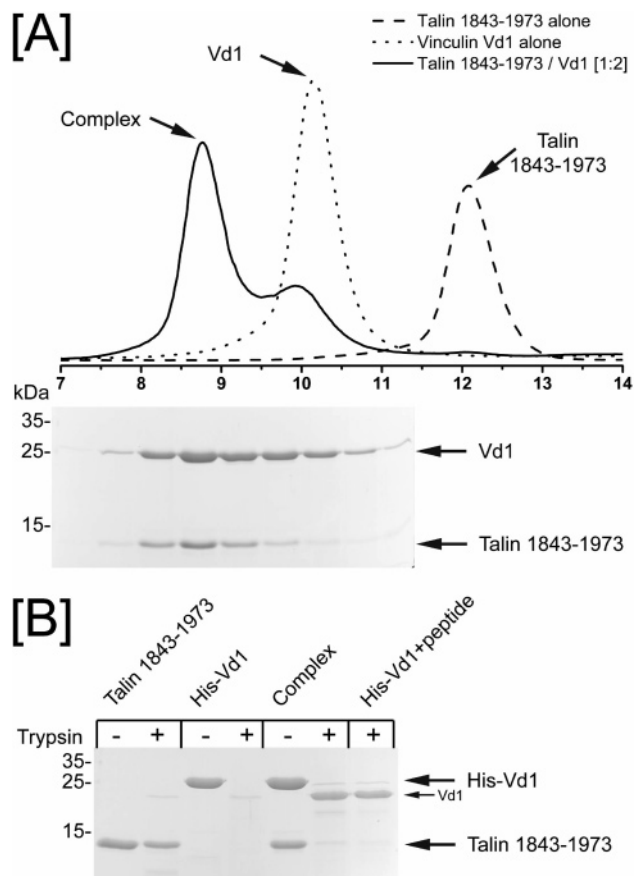 [A]
Talin 1843-1973 alone
Vinculin Vd1 alone
Talin 1843-1973 / Vd1 [1:2]
Vd1
Complex
Talin
1843-1973
7 8 9 10 11 12 13 14
kDa
35-
25-
Vd1
15-
Talin 1843-1973
[B]
Talin 1843-1973
His-Vd1
Complex
His-Vd1+peptide
Trypsin - + - + - + +
35-
25-
His-Vd1
Vd1
15-
Talin 1843-1973